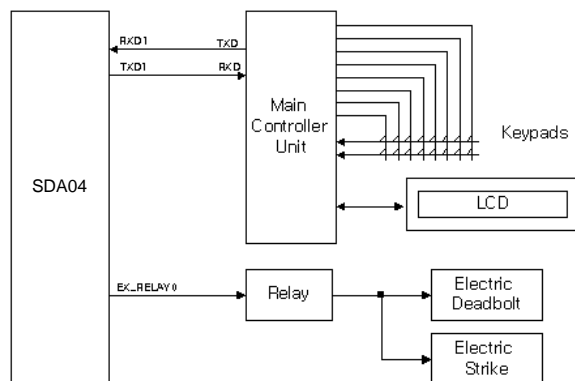 RXD1 TXD
TXD1 RXD
Main
Controller
Unit
Keypads
SDA04
LCD
EX_RELAY0 Relay
Electric
Deadbolt
Electric
Strike